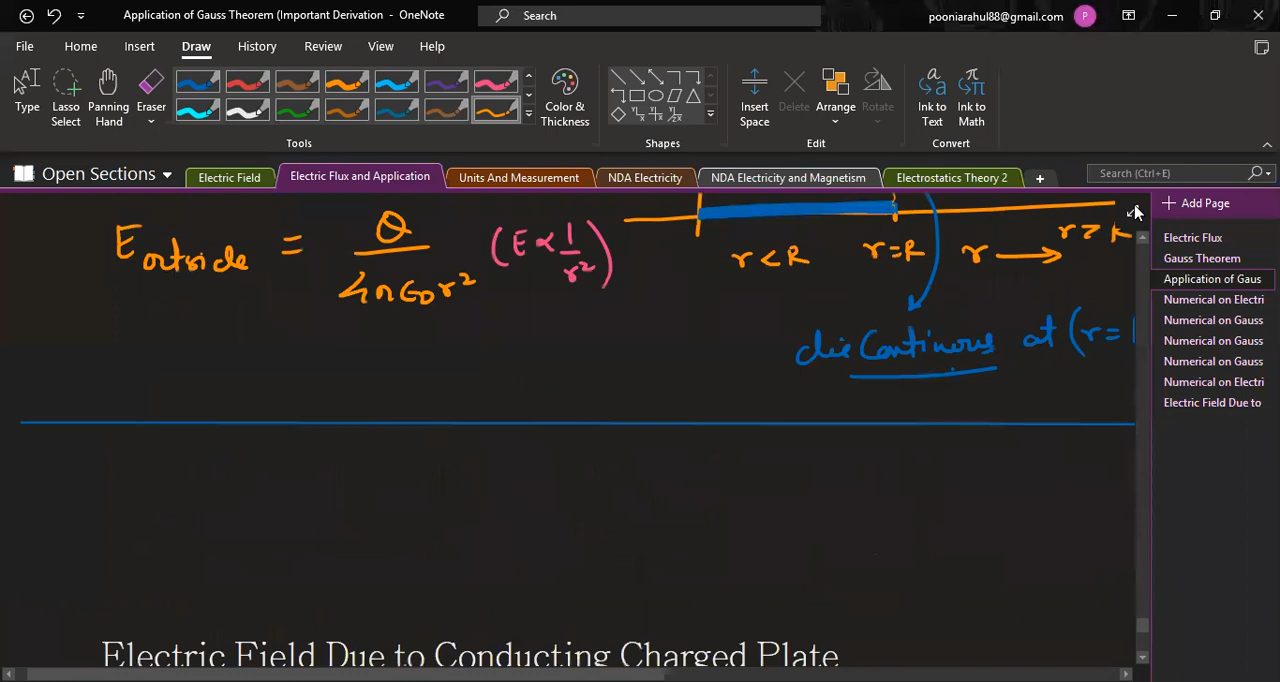 Application of Gauss Theorem (Important Derivation - OneNote
Search
pooniarahul88@gmail.com
P
File Home Insert Draw History Review View Help
Type
Lasso Select
Panning Hand
Eraser
Color & Thickness
Insert Space
Delete
Arrange
Rotate
Ink to Text
Ink to Math
Tools
Shapes
Edit
Convert
Open Sections
Electric Field
Electric Flux and Application
Units And Measurement
NDA Electricity
NDA Electricity and Magnetism
Electrostatics Theory 2
Search (Ctrl+E)
Add Page
Electric Flux
Gauss Theorem
Application of Gaus
Numerical on Electri
Numerical on Gauss
Numerical on Gauss
Numerical on Gauss
Numerical on Electri
Electric Field Due to
E outside = Q / 4π∈0r² (E ∝ 1/r²)
r < R r = R r → r >
disContinous at (r =
Electric Field Due to Conducting Charged Plate